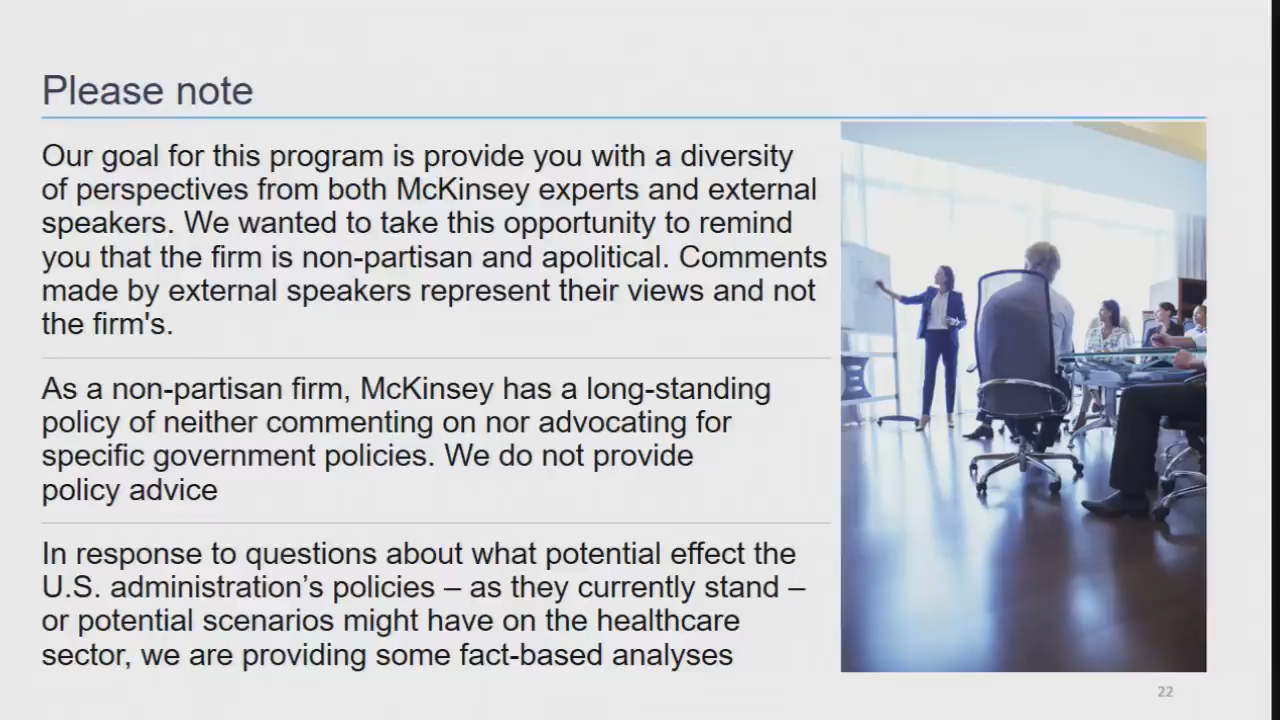 Please note
Our goal for this program is provide you with a diversity
of perspectives from both McKinsey experts and external
speakers. We wanted to take this opportunity to remind
you that the firm is non-partisan and apolitical. Comments
made by external speakers represent their views and not
the firm's.
As a non-partisan firm, McKinsey has a long-standing
policy of neither commenting on nor advocating for
specific government policies. We do not provide
policy advice
In response to questions about what potential effect the
U.S. administration’s policies – as they currently stand –
or potential scenarios might have on the healthcare
sector, we are providing some fact-based analyses
22